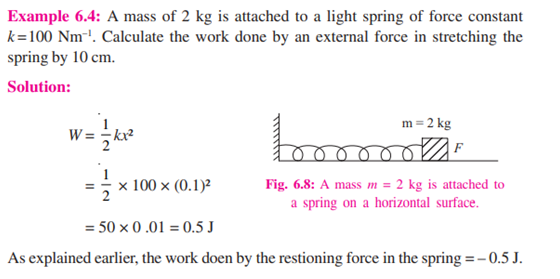 Example 6.4: A mass of 2 kg is attached to a light spring of force constant
k=100 Nm⁻¹. Calculate the work done by an external force in stretching the
spring by 10 cm.
Solution:
W = 1/2 kx²
= 1/2 × 100 × (0.1)²
= 50 × 0 .01 = 0.5 J
m = 2 kg
F
Fig. 6.8: A mass m = 2 kg is attached to
a spring on a horizontal surface.
As explained earlier, the work doen by the restioning force in the spring = – 0.5 J.